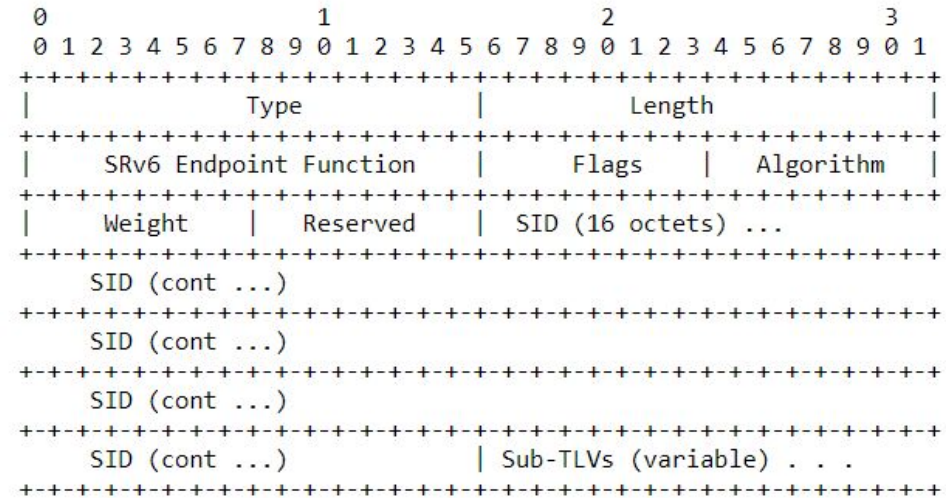 0                   1                   2                   3
 0 1 2 3 4 5 6 7 8 9 0 1 2 3 4 5 6 7 8 9 0 1 2 3 4 5 6 7 8 9 0 1
+-+-+-+-+-+-+-+-+-+-+-+-+-+-+-+-+-+-+-+-+-+-+-+-+-+-+-+-+-+-+-+-+
|               Type            |          Length               |
+-+-+-+-+-+-+-+-+-+-+-+-+-+-+-+-+-+-+-+-+-+-+-+-+-+-+-+-+-+-+-+-+
|     SRv6 Endpoint Function    |      Flags    |   Algorithm   |
+-+-+-+-+-+-+-+-+-+-+-+-+-+-+-+-+-+-+-+-+-+-+-+-+-+-+-+-+-+-+-+-+
|     Weight    |   Reserved    |  SID (16 octets) ...
+-+-+-+-+-+-+-+-+-+-+-+-+-+-+-+-+-+-+-+-+-+-+-+-+-+-+-+-+-+-+-+-+
     SID (cont ...)
+-+-+-+-+-+-+-+-+-+-+-+-+-+-+-+-+-+-+-+-+-+-+-+-+-+-+-+-+-+-+-+-+
     SID (cont ...)
+-+-+-+-+-+-+-+-+-+-+-+-+-+-+-+-+-+-+-+-+-+-+-+-+-+-+-+-+-+-+-+-+
     SID (cont ...)
+-+-+-+-+-+-+-+-+-+-+-+-+-+-+-+-+-+-+-+-+-+-+-+-+-+-+-+-+-+-+-+-+
     SID (cont ...)             | Sub-TLVs (variable) . . .
+-+-+-+-+-+-+-+-+-+-+-+-+-+-+-+-+-+-+-+-+-+-+-+-+-+-+-+-+-+-+-+-+